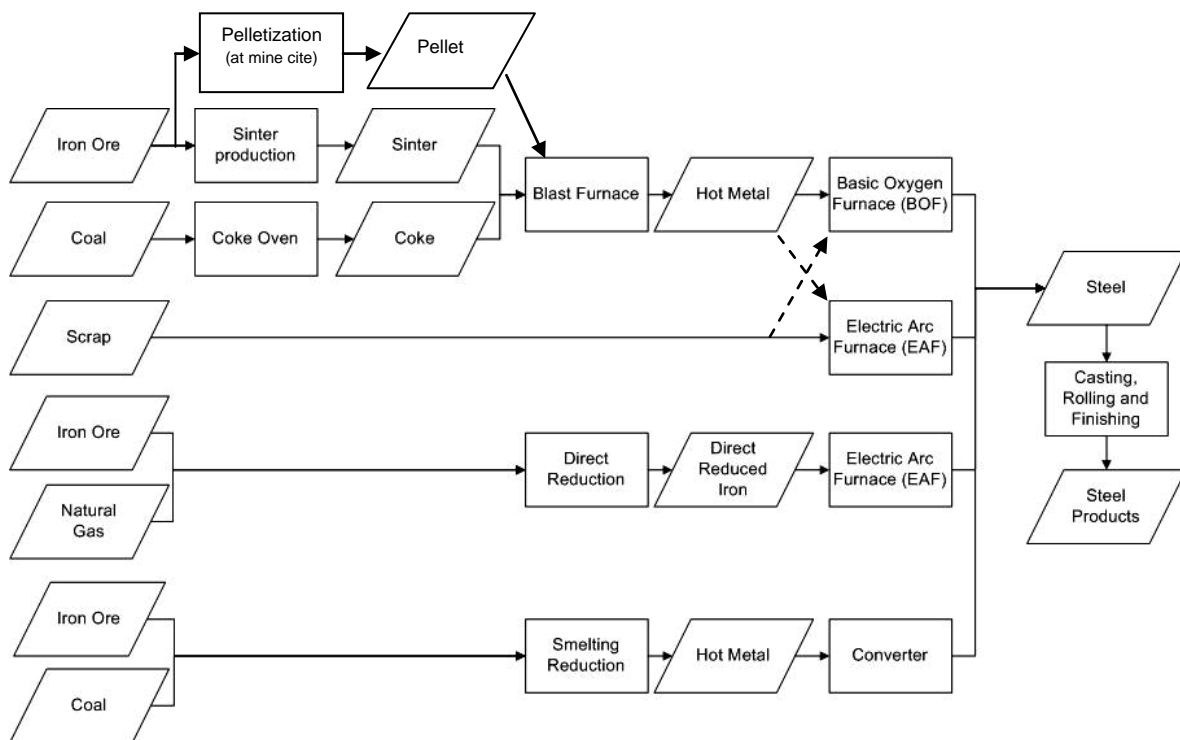 Pelletization
(at mine cite)
Pellet
Iron Ore
Sinter
production
Sinter
Blast Furnace
Hot Metal
Basic Oxygen
Furnace (BOF)
Coal
Coke Oven
Coke
Scrap
Electric Arc
Furnace (EAF)
Steel
Casting,
Rolling and
Finishing
Steel
Products
Iron Ore
Natural
Gas
Direct
Reduction
Direct
Reduced
Iron
Electric Arc
Furnace (EAF)
Iron Ore
Coal
Smelting
Reduction
Hot Metal
Converter